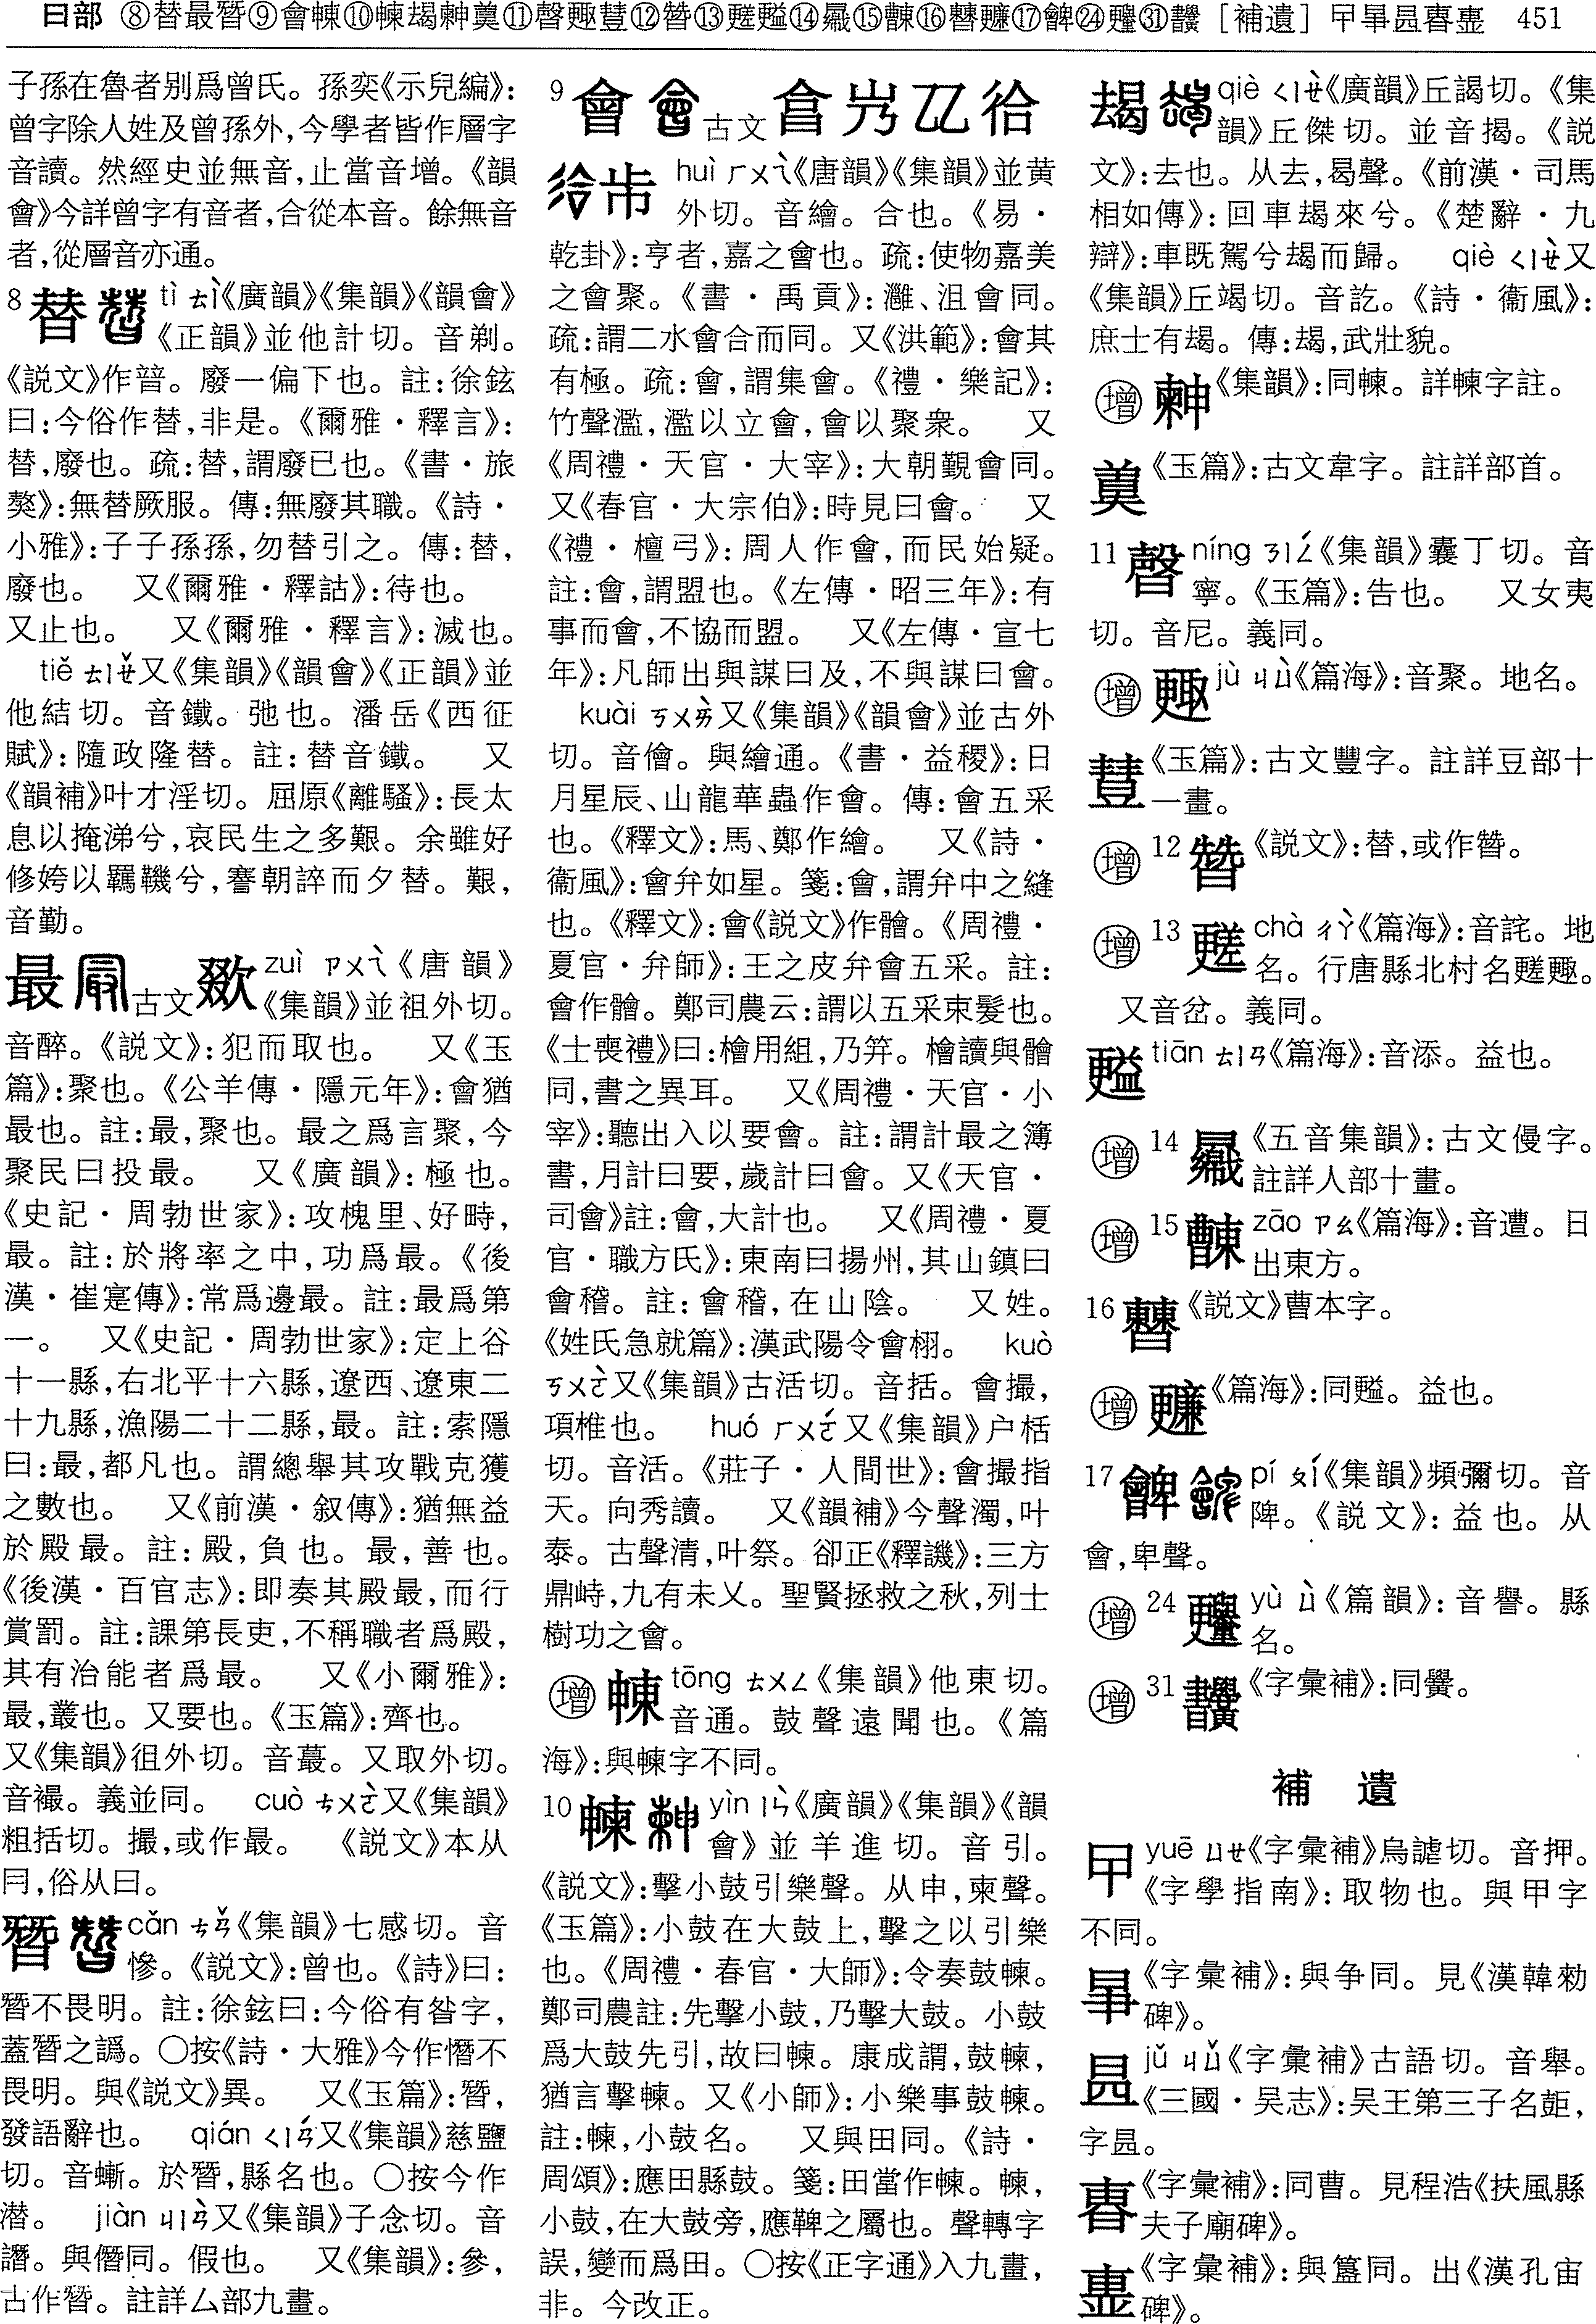 曰部 ⑧替最朁⑨會⑩朅⑪⑫⑬⑭⑮⑯⑰⑳[補遺] 451
子孫在魯者別爲曾氏。孫奕《示兒編》:
曾字除人姓及曾孫外,今學者皆作層字
音讀。然經史並無音,止當音增。《韻
會》今詳曾字有音者,合從本音。餘無音
者,從層音亦通。
8替 tì ㄊㄧˋ《廣韻》《集韻》《韻會》
《正韻》並他計切。音剃。
《説文》作暜。廢一偏下也。註:徐鉉
曰:今俗作替,非是。《爾雅・釋言》:
替,廢也。疏:替,謂廢已也。《書・旅
獒》:無替厥服。傳:無廢其職。《詩・
小雅》:子子孫孫,勿替引之。傳:替,
廢也。 又《爾雅・釋詁》:待也。
又止也。 又《爾雅・釋言》:滅也。
tiě ㄊㄧㄝˇ又《集韻》《韻會》《正韻》並
他結切。音鐵。弛也。潘岳《西征
賦》:隨政隆替。註:替音鐵。 又
《韻補》叶才淫切。屈原《離騷》:長太
息以掩涕兮,哀民生之多艱。余雖好
修姱以羈鞿兮,謇朝誶而夕替。艱,
音勤。
最 古文 zuì ㄗㄨㄟˋ《唐韻》
《集韻》並祖外切。
音醉。《説文》:犯而取也。 又《玉
篇》:聚也。《公羊傳・隱元年》:會猶
最也。註:最,聚也。最之爲言聚,今
聚民曰投最。 又《廣韻》:極也。
《史記・周勃世家》:攻槐里、好畤,
最。註:於將率之中,功爲最。《後
漢・崔寔傳》:常爲邊最。註:最爲第
一。 又《史記・周勃世家》:定上谷
十一縣,右北平十六縣,遼西、遼東二
十九縣,漁陽二十二縣,最。註:索隱
曰:最,都凡也。謂總舉其攻戰克獲
之數也。 又《前漢・叙傳》:猶無益
於殿最。註:殿,負也。最,善也。
《後漢・百官志》:即奏其殿最,而行
賞罰。註:課第長吏,不稱職者爲殿,
其有治能者爲最。 又《小爾雅》:
最,叢也。又要也。《玉篇》:齊也。
又《集韻》徂外切。音蕞。又取外切。
音襊。義並同。 cuò ㄘㄨㄛˋ又《集韻》
粗括切。撮,或作最。 《説文》本从
冃,俗从曰。
朁 cǎn ㄘㄢˇ《集韻》七感切。音
慘。《説文》:曾也。《詩》曰:
朁不畏明。註:徐鉉曰:今俗有昝字,
蓋朁之譌。〇按《詩・大雅》今作憯不
畏明。與《説文》異。 又《玉篇》:朁,
發語辭也。 qián ㄑㄧㄢˊ又《集韻》慈鹽
切。音蟖。於朁,縣名也。〇按今作
潛。 jiàn ㄐㄧㄢˋ又《集韻》子念切。音
譖。與僭同。假也。 又《集韻》:參,
古作朁。註詳厶部九畫。
9會 古文
huì ㄏㄨㄟˋ《唐韻》《集韻》並黄
外切。音繪。合也。《易・
乾卦》:亨者,嘉之會也。疏:使物嘉美
之會聚。《書・禹貢》:灉、沮會同。
疏:謂二水會合而同。又《洪範》:會其
有極。疏:會,謂集會。《禮・樂記》:
竹聲濫,濫以立會,會以聚衆。 又
《周禮・天官・大宰》:大朝覲會同。
又《春官・大宗伯》:時見曰會。 又
《禮・檀弓》:周人作會,而民始疑。
註:會,謂盟也。《左傳・昭三年》:有
事而會,不協而盟。 又《左傳・宣七
年》:凡師出與謀曰及,不與謀曰會。
kuài ㄎㄨㄞˋ又《集韻》《韻會》並古外
切。音儈。與繪通。《書・益稷》:日
月星辰、山龍華蟲作會。傳:會五采
也。《釋文》:馬、鄭作繪。 又《詩・
衞風》:會弁如星。箋:會,謂弁中之縫
也。《釋文》:會《説文》作䯤。《周禮・
夏官・弁師》:王之皮弁會五采。註:
會作䯤。鄭司農云:謂以五采束髮也。
《士喪禮》曰:檜用組,乃笄。檜讀與䯤
同,書之異耳。 又《周禮・天官・小
宰》:聽出入以要會。註:謂計最之簿
書,月計曰要,歲計曰會。又《天官・
司會》註:會,大計也。 又《周禮・夏
官・職方氏》:東南曰揚州,其山鎮曰
會稽。註:會稽,在山陰。 又姓。
《姓氏急就篇》:漢武陽令會栩。 kuò
ㄎㄨㄛˋ又《集韻》古活切。音括。會撮,
項椎也。 huó ㄏㄨㄛˊ又《集韻》户栝
切。音活。《莊子・人間世》:會撮指
天。向秀讀。 又《韻補》今聲濁,叶
泰。古聲清,叶祭。卻正《釋譏》:三方
鼎峙,九有未乂。聖賢拯救之秋,列士
樹功之會。
㊉增 tōng ㄊㄨㄥ《集韻》他東切。
音通。鼓聲遠聞也。《篇
海》:與𣌾字不同。
10𣌾 yìn ㄧㄣˋ《廣韻》《集韻》《韻
會》並羊進切。音引。
《説文》:擊小鼓引樂聲。从申,柬聲。
《玉篇》:小鼓在大鼓上,擊之以引樂
也。《周禮・春官・大師》:令奏鼓𣌾。
鄭司農註:先擊小鼓,乃擊大鼓。小鼓
爲大鼓先引,故曰𣌾。康成謂,鼓𣌾,
猶言擊𣌾。又《小師》:小樂事鼓𣌾。
註:𣌾,小鼓名。 又與田同。《詩・
周頌》:應田縣鼓。箋:田當作𣌾。𣌾,
小鼓,在大鼓旁,應鞞之屬也。聲轉字
誤,變而爲田。〇按《正字通》入九畫,
非。今改正。
朅 qiè ㄑㄧㄝˋ《廣韻》丘謁切。《集
韻》丘傑切。並音揭。《説
文》:去也。从去,曷聲。《前漢・司馬
相如傳》:回車朅來兮。《楚辭・九
辯》:車既駕兮朅而歸。 qiè ㄑㄧㄝˋ又
《集韻》丘竭切。音訖。《詩・衞風》:
庶士有朅。傳:朅,武壯貌。
增 《集韻》:同𣌾。詳𣌾字註。
《玉篇》:古文韋字。註詳部首。
11 níng ㄋㄧㄥˊ《集韻》囊丁切。音
寧。《玉篇》:告也。 又女夷
切。音尼。義同。
增 jù ㄐㄩˋ《篇海》:音聚。地名。
《玉篇》:古文豐字。註詳豆部十
一畫。
增 12 《説文》:替,或作。
增 13 chà ㄔㄚˋ《篇海》:音詫。地
名。行唐縣北村名。
又音岔。義同。
tiān ㄊㄧㄢ《篇海》:音添。益也。
增 14 《五音集韻》:古文侵字。
註詳人部十畫。
增 15 zāo ㄗㄠ《篇海》:音遭。日
出東方。
16 《説文》曹本字。
增 《篇海》:同。益也。
17 pí ㄆㄧˊ《集韻》頻彌切。音
陴。《説文》:益也。从
會,卑聲。
增 24 yù ㄩˋ《篇韻》:音譽。縣
名。
增 31 《字彙補》:同釁。
補 遺
yuē ㄩㄝ《字彙補》烏謔切。音押。
《字學指南》:取物也。與甲字
不同。
《字彙補》:與争同。見《漢韓勑
碑》。
jǔ ㄐㄩˇ《字彙補》古語切。音舉。
《三國・吴志》:吴王第三子名,
字。
《字彙補》:同曹。見程浩《扶風縣
夫子廟碑》。
《字彙補》:與簋同。出《漢孔宙
碑》。